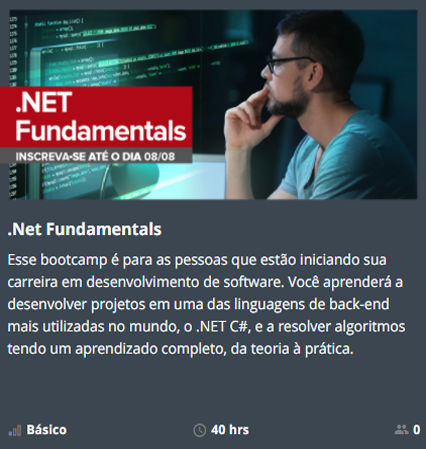 .NET
Fundamentals
INSCREVA-SE ATÉ O DIA 08/08
.Net Fundamentals
Esse bootcamp é para as pessoas que estão iniciando sua
carreira em desenvolvimento de software. Você aprenderá a
desenvolver projetos em uma das linguagens de back-end
mais utilizadas no mundo, o .NET C#, e a resolver algoritmos
tendo um aprendizado completo, da teoria à prática.
Básico
40 hrs
0